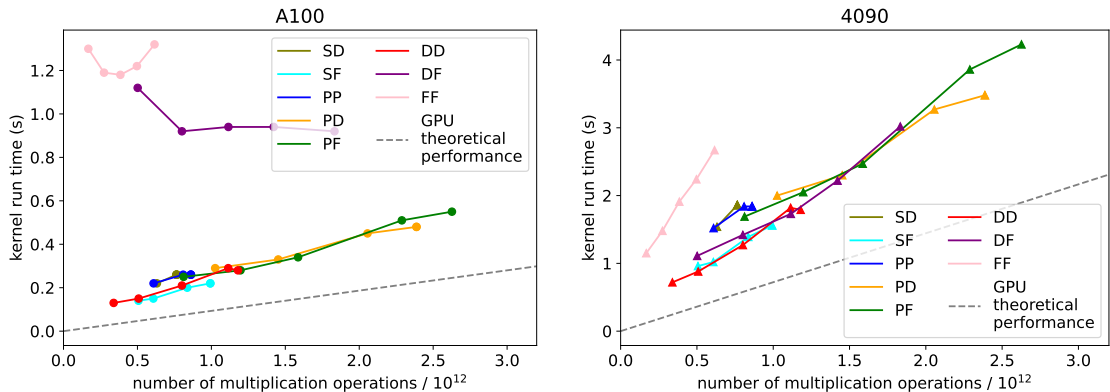 A100
kernel run time (s)
1.2
1.0
0.8
0.6
0.4
0.2
0.0
SD
SF
PP
PD
PF
DD
DF
FF
GPU
theoretical
performance
0.0
0.5
1.0
1.5
2.0
2.5
3.0
number of multiplication operations / 10¹²
4090
kernel run time (s)
4
3
2
1
0
SD
SF
PP
PD
PF
DD
DF
FF
GPU
theoretical
performance
0.0
0.5
1.0
1.5
2.0
2.5
3.0
number of multiplication operations / 10¹²